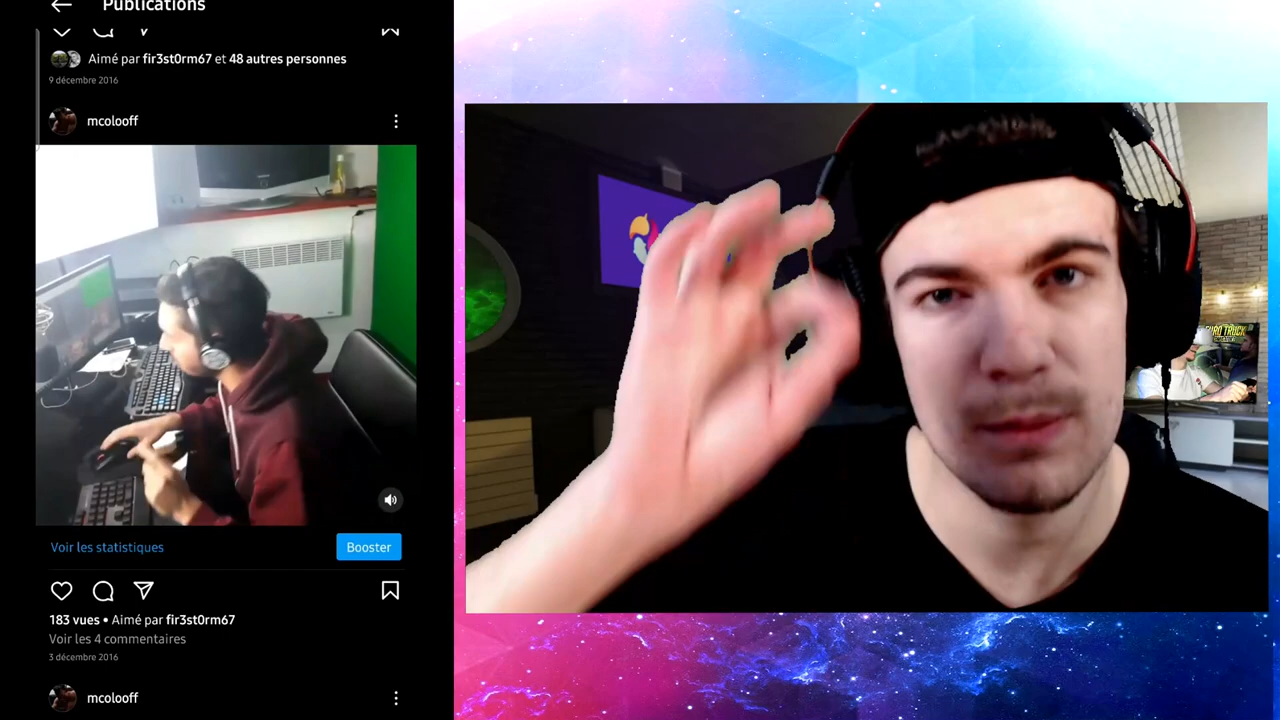 Publications
Aimé par fir3st0rm67 et 48 autres personnes
9 décembre 2016
mcolooff
Voir les statistiques
Booster
183 vues • Aimé par fir3st0rm67
Voir les 4 commentaires
3 décembre 2016
mcolooff